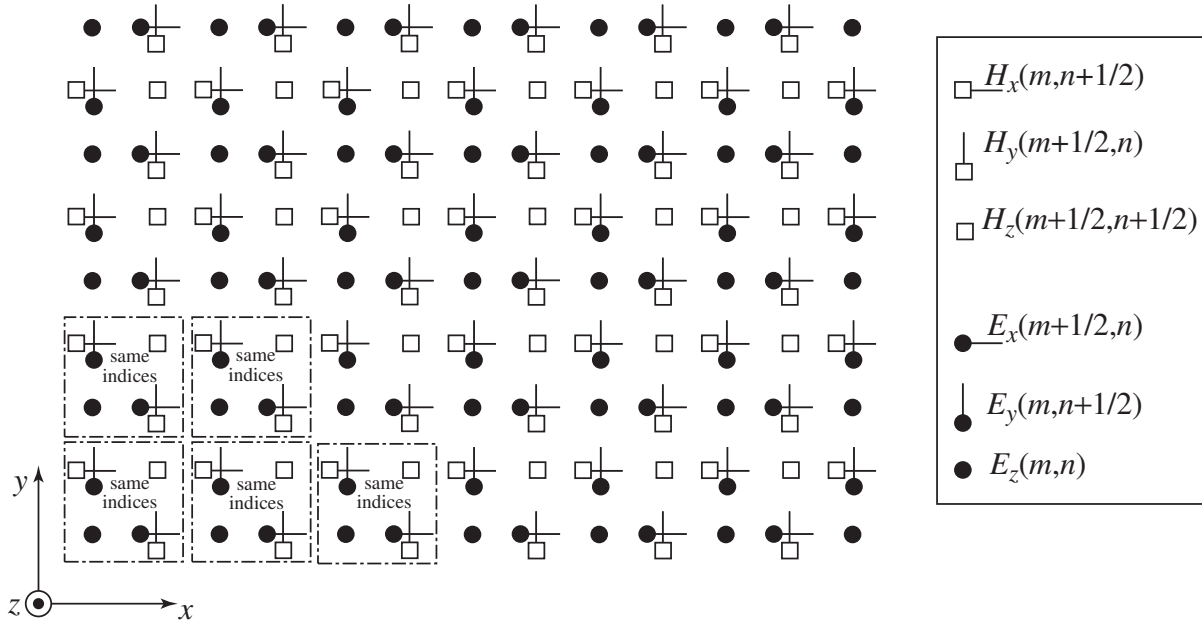 H_x(m,n+1/2)
H_y(m+1/2,n)
H_z(m+1/2,n+1/2)
E_x(m+1/2,n)
E_y(m,n+1/2)
E_z(m,n)
same
indices
same
indices
same
indices
same
indices
same
indices
y
z
x